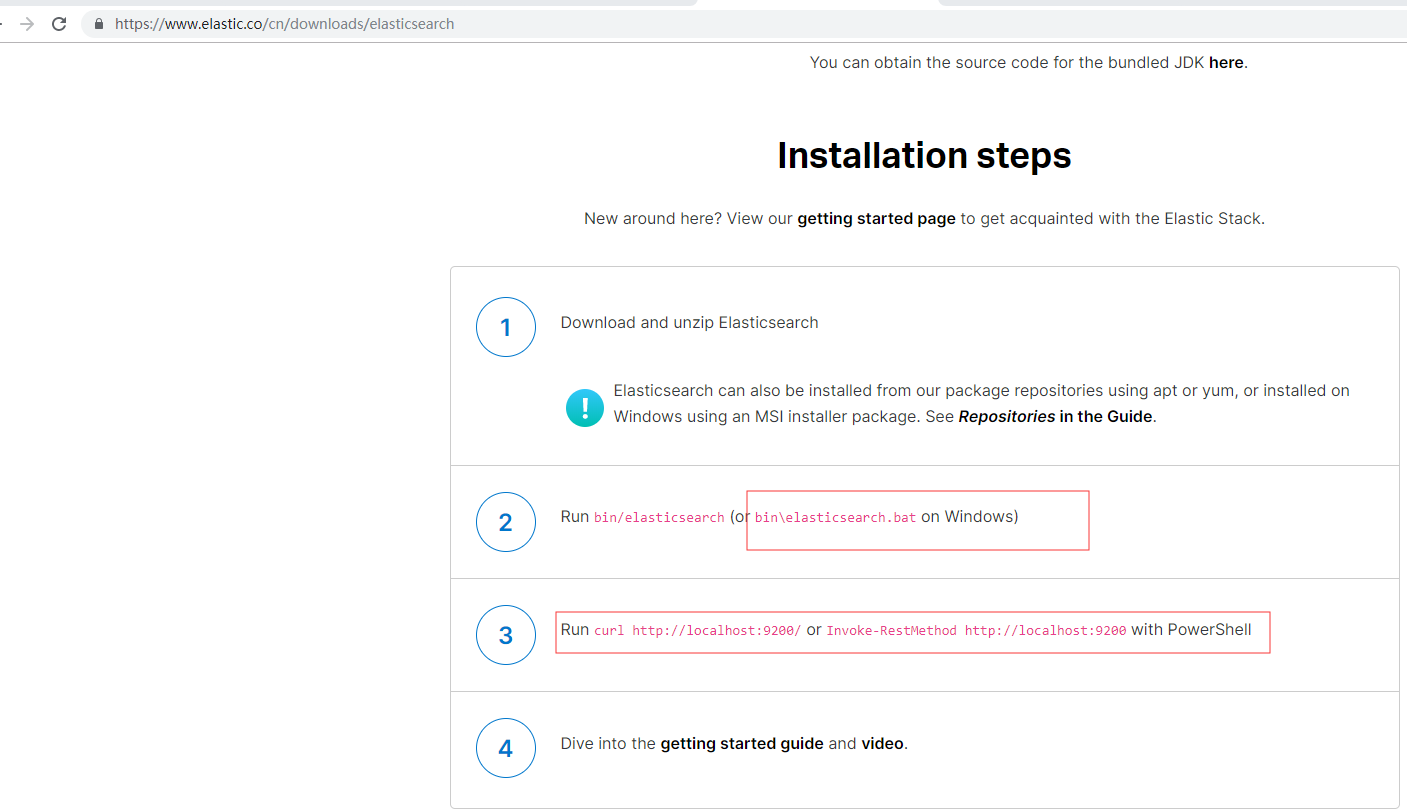 https://www.elastic.co/cn/downloads/elasticsearch
You can obtain the source code for the bundled JDK here.
Installation steps
New around here? View our getting started page to get acquainted with the Elastic Stack.
1
Download and unzip Elasticsearch
!
Elasticsearch can also be installed from our package repositories using apt or yum, or installed on
Windows using an MSI installer package. See Repositories in the Guide.
2
Run bin/elasticsearch (or bin\elasticsearch.bat on Windows)
3
Run curl http://localhost:9200/ or Invoke-RestMethod http://localhost:9200 with PowerShell
4
Dive into the getting started guide and video.